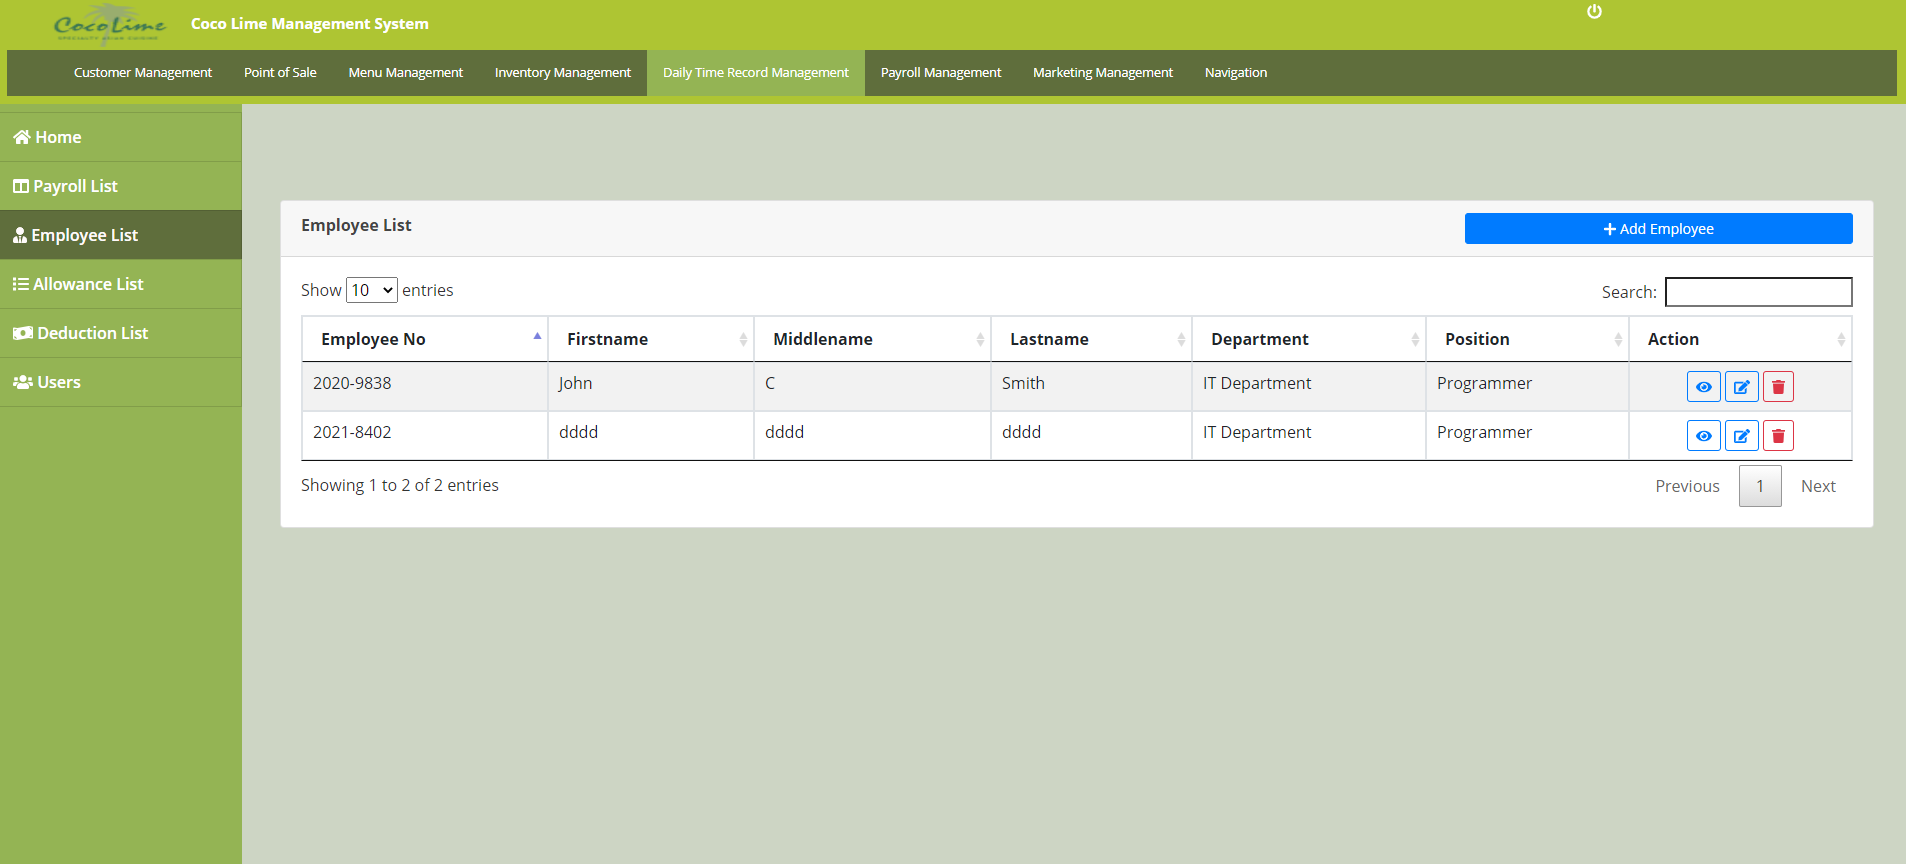 CocoLime
SPECIALTY ASIAN CUISINE
Coco Lime Management System
Customer Management Point of Sale Menu Management Inventory Management Daily Time Record Management Payroll Management Marketing Management Navigation
Home
Payroll List
Employee List
Allowance List
Deduction List
Users
Employee List
Add Employee
Show 10 entries
Search:
Employee No Firstname Middlename Lastname Department Position Action
2020-9838 John C Smith IT Department Programmer
2021-8402 dddd dddd dddd IT Department Programmer
Showing 1 to 2 of 2 entries
Previous 1 Next